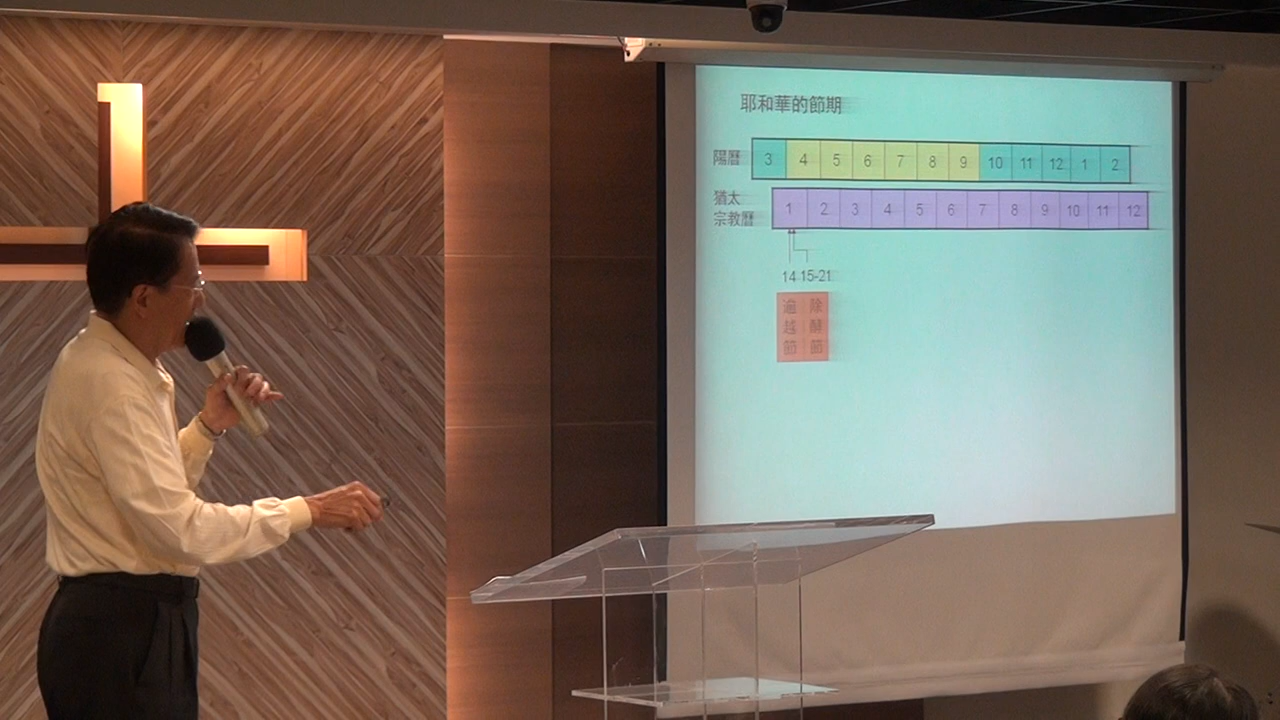 耶和華的節期
陽曆 3 4 5 6 7 8 9 10 11 12 1 2
猶太
宗教曆 1 2 3 4 5 6 7 8 9 10 11 12
14 15-21
逾越節 除酵節